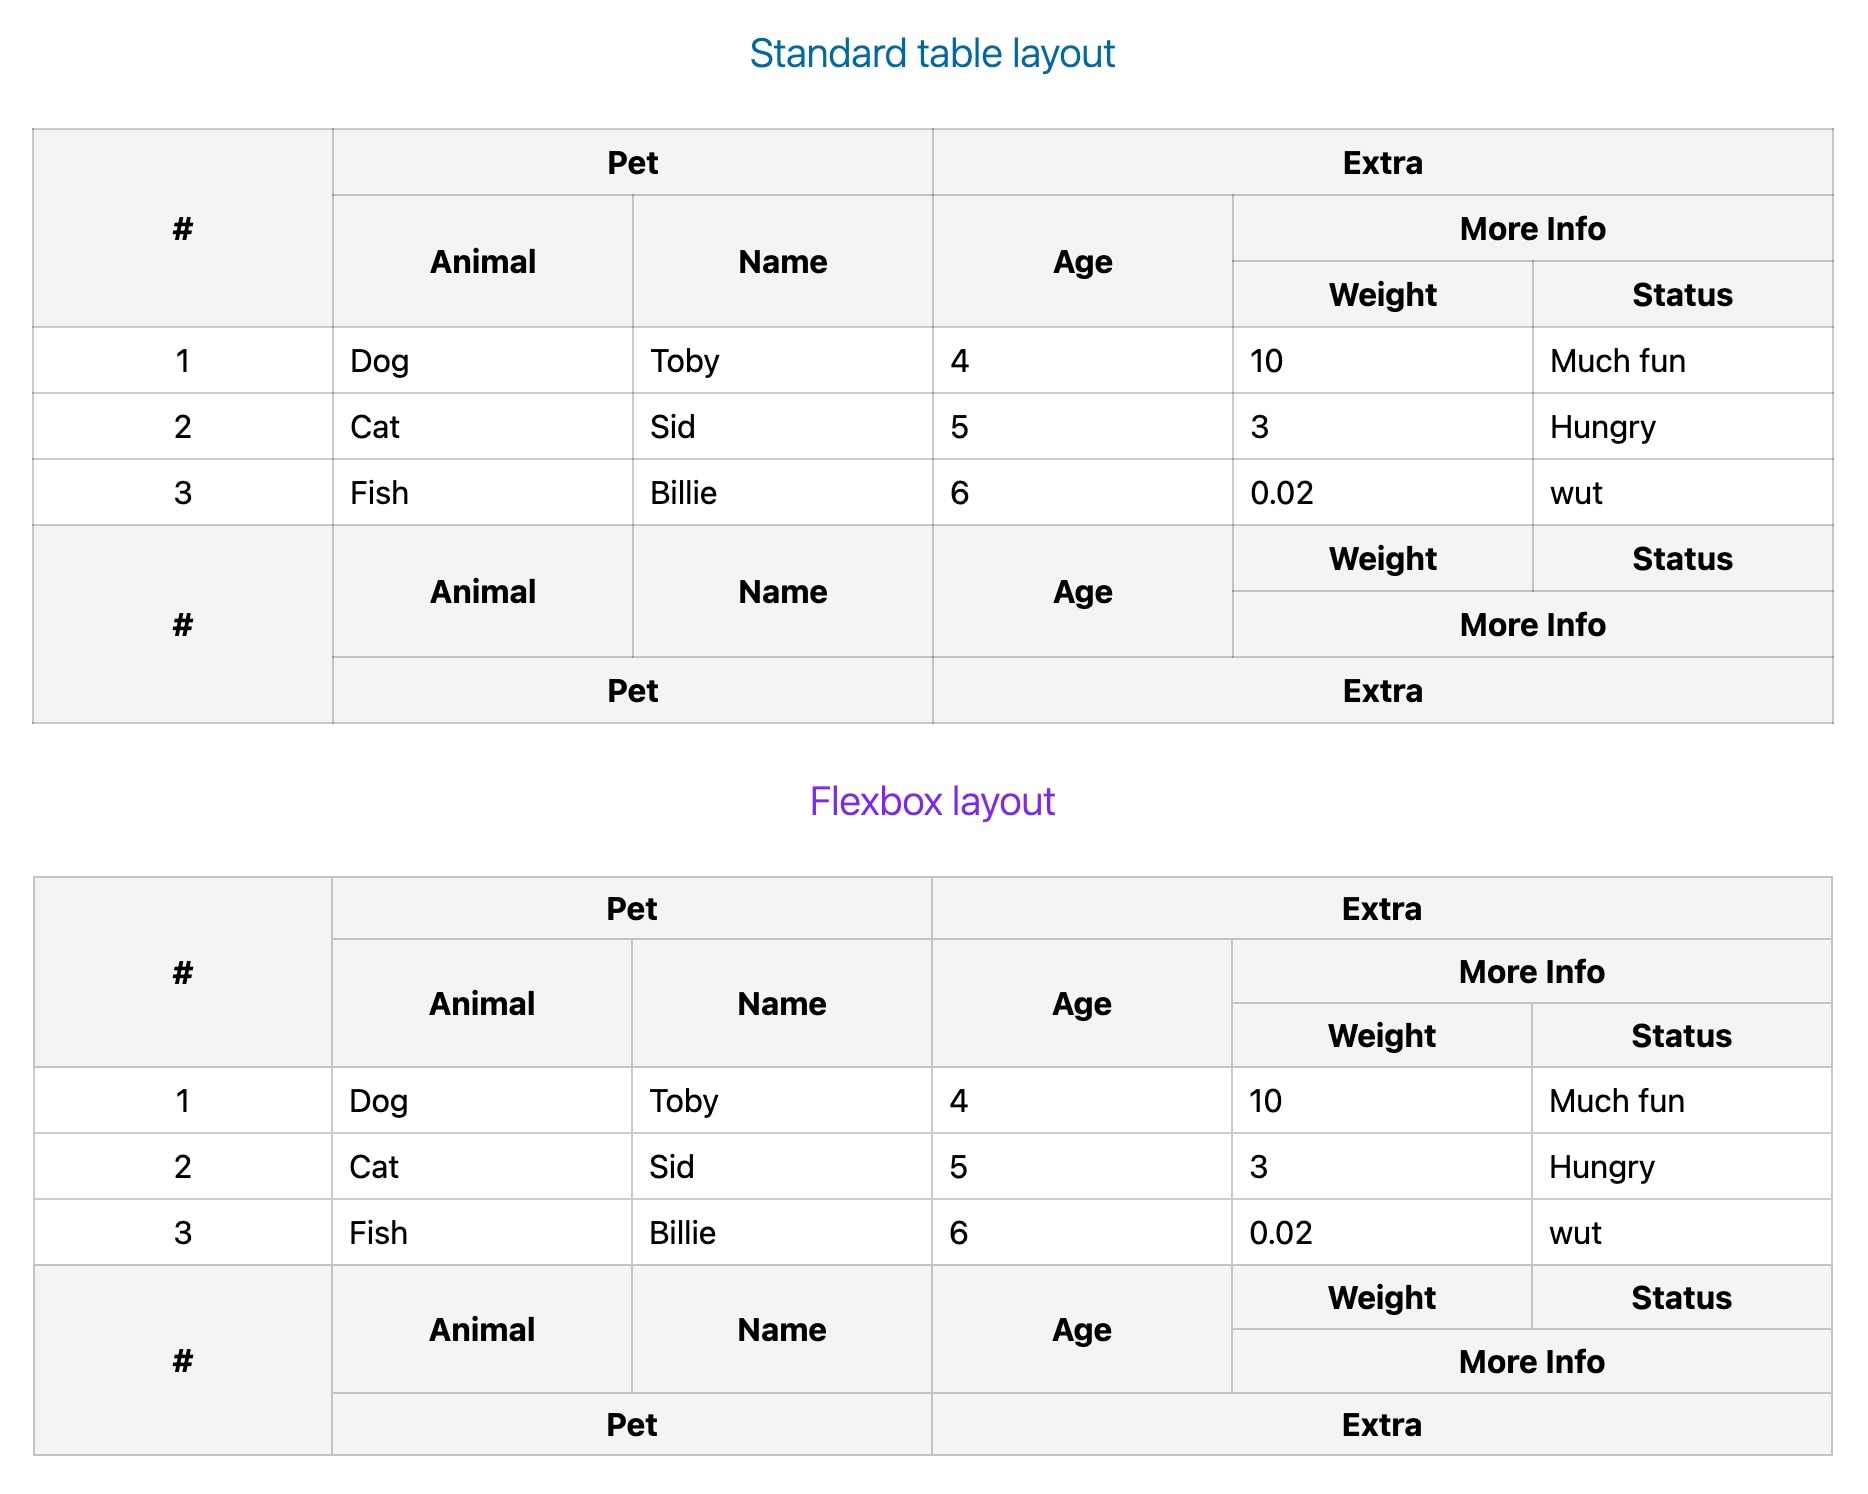 Standard table layout
# Pet Extra
Animal Name Age More Info
Weight Status
1 Dog Toby 4 10 Much fun
2 Cat Sid 5 3 Hungry
3 Fish Billie 6 0.02 wut
# Animal Name Age Weight Status
More Info
Pet Extra
Flexbox layout
# Pet Extra
Animal Name Age More Info
Weight Status
1 Dog Toby 4 10 Much fun
2 Cat Sid 5 3 Hungry
3 Fish Billie 6 0.02 wut
# Animal Name Age Weight Status
More Info
Pet Extra